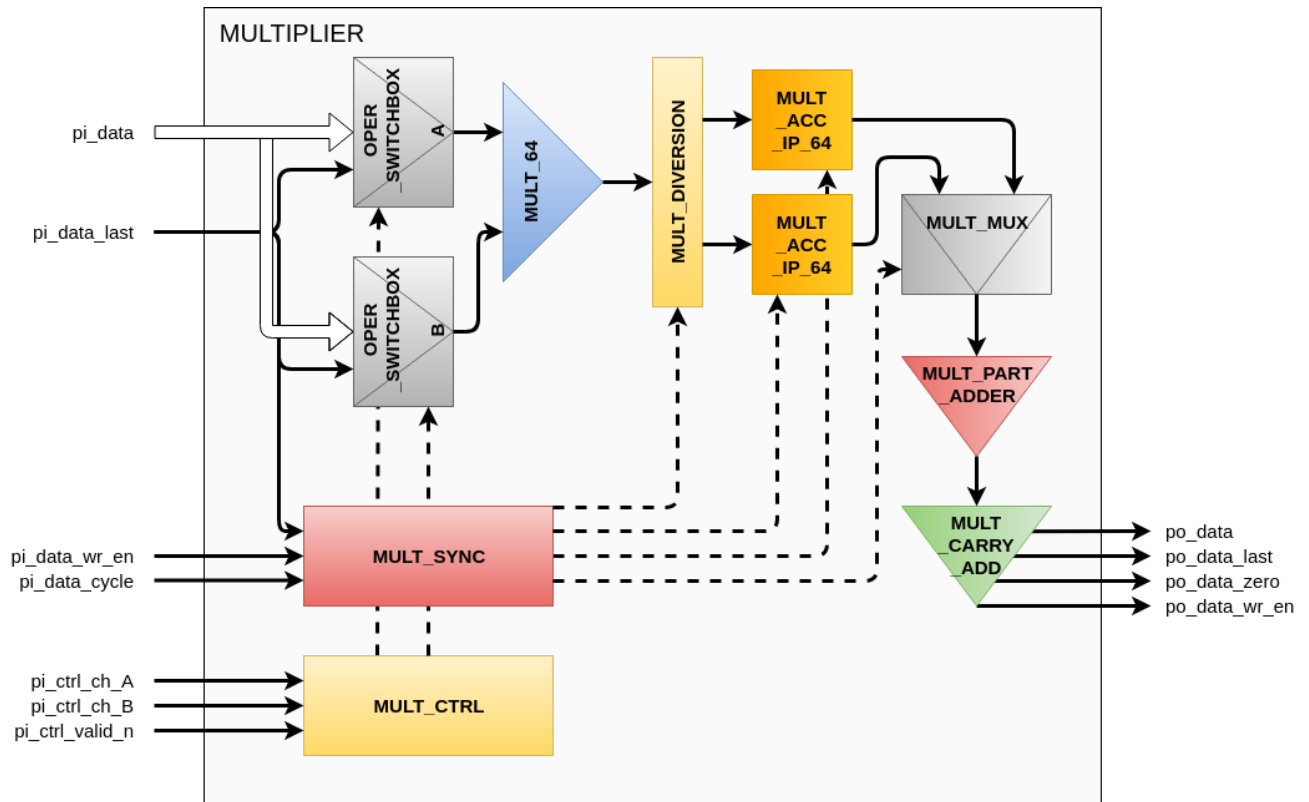 MULTIPLIER
pi_data
pi_data_last
pi_data_wr_en
pi_data_cycle
pi_ctrl_ch_A
pi_ctrl_ch_B
pi_ctrl_valid_n
OPER
_SWITCHBOX
A
OPER
_SWITCHBOX
B
MULT_64
MULT_DIVERSION
MULT
_ACC
_IP_64
MULT
_ACC
_IP_64
MULT_MUX
MULT_PART
_ADDER
MULT
_CARRY
_ADD
MULT_SYNC
MULT_CTRL
po_data
po_data_last
po_data_zero
po_data_wr_en